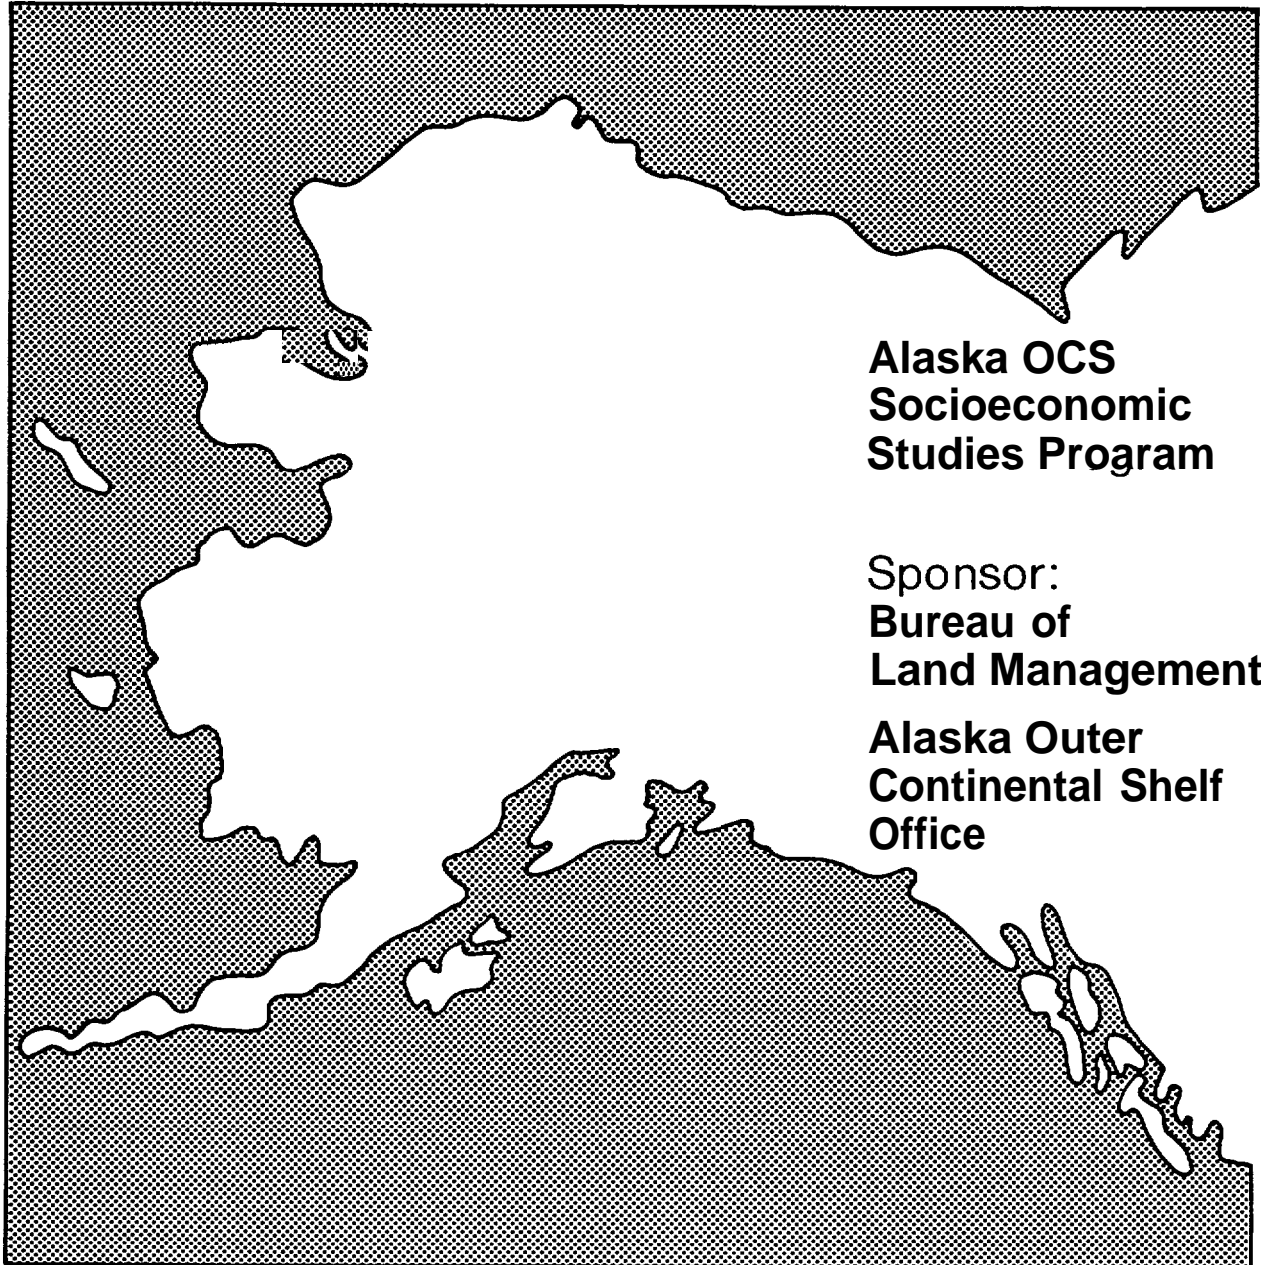 Alaska OCS
Socioeconomic
Studies Program
Sponsor:
Bureau of
Land Management
Alaska Outer
Continental Shelf
Office